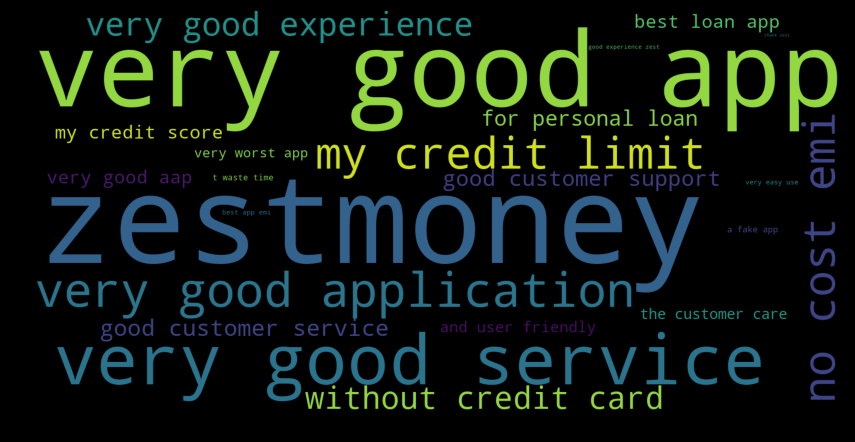 very good experience
best loan app
thank zest
good experience zest
very good app
for personal loan
my credit score
very worst app
my credit limit
very good aap
t waste time
good customer support
very easy use
zestmoney
best app emi
a fake app
no cost emi
very good application
the customer care
good customer service
and user friendly
very good service
without credit card